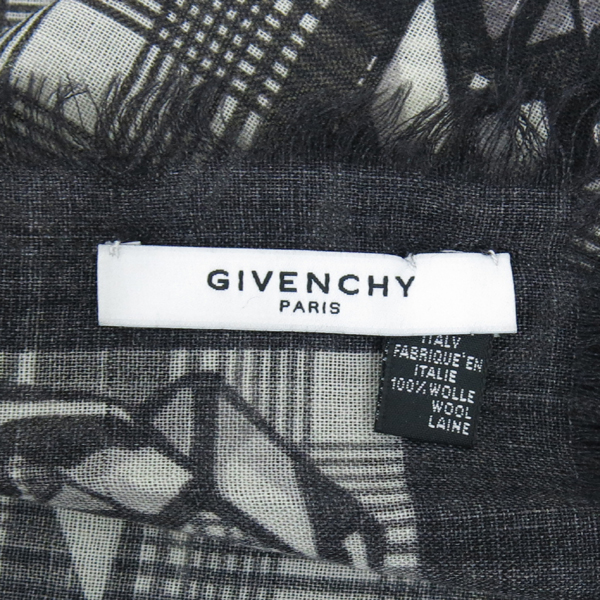 GIVENCHY
PARIS
ITALY
FABRIQUE'EN
ITALIE
100% WOLLE
WOOL
LAINE